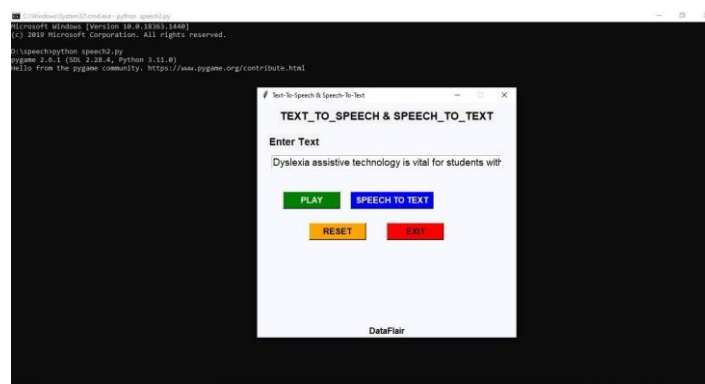 C:\Windows\System32\cmd.exe - python speech2.py
Microsoft Windows [Version 10.0.18363.1440]
(c) 2019 Microsoft Corporation. All rights reserved.
D:\speech>python speech2.py
pygame 2.6.1 (SDL 2.28.4, Python 3.11.0)
Hello from the pygame community. https://www.pygame.org/contribute.html
Text-To-Speech & Speech-To-Text
TEXT_TO_SPEECH & SPEECH_TO_TEXT
Enter Text
Dyslexia assistive technology is vital for students with
PLAY SPEECH TO TEXT
RESET EXIT
DataFlair